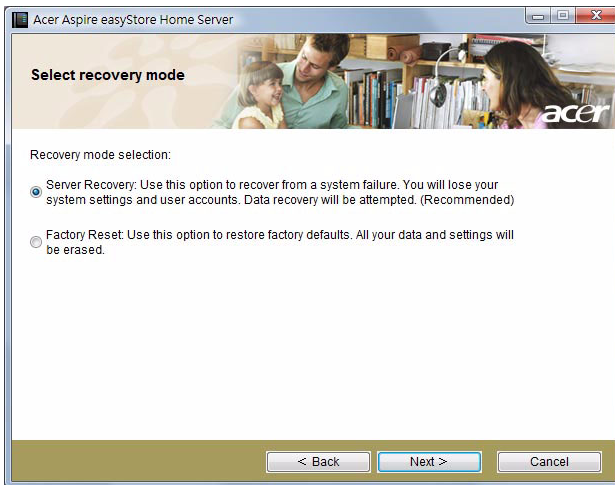 Acer Aspire easyStore Home Server
Select recovery mode
acer
Recovery mode selection:
Server Recovery: Use this option to recover from a system failure. You will lose your
system settings and user accounts. Data recovery will be attempted. (Recommended)
Factory Reset: Use this option to restore factory defaults. All your data and settings will
be erased.
< Back
Next >
Cancel